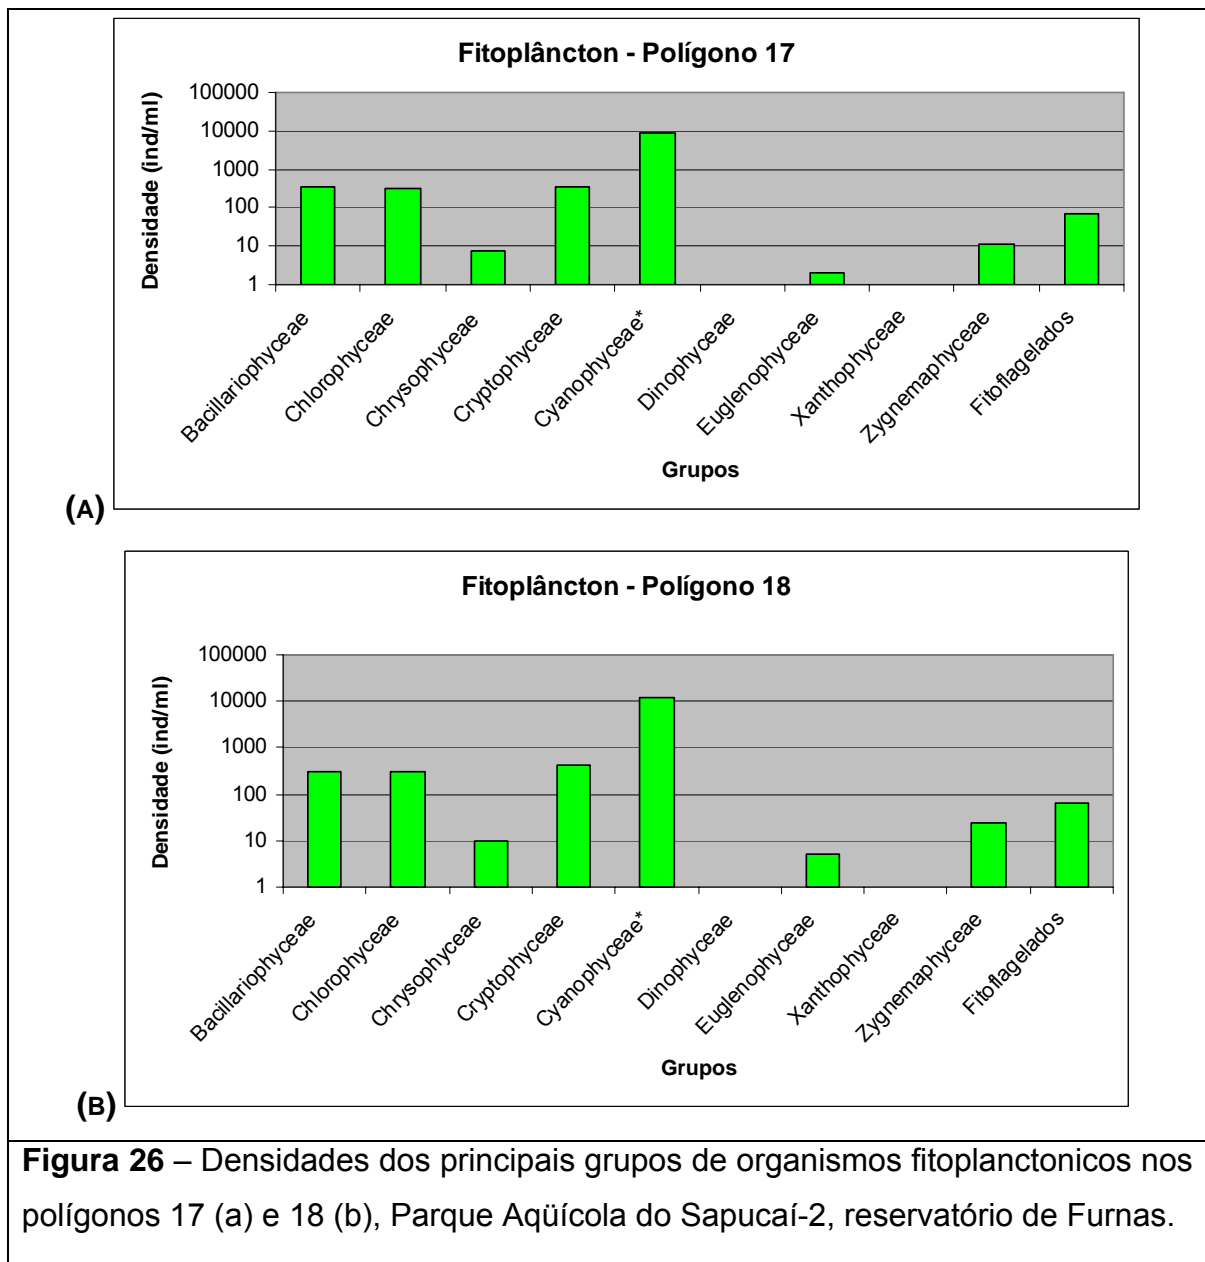 Fitoplâncton - Polígono 17
Densidade (ind/ml)
100000
10000
1000
100
10
1
Bacillariophyceae
Chlorophyceae
Chrysophyceae
Cryptophyceae
Cyanophyceae*
Dinophyceae
Euglenophyceae
Xanthophyceae
Zygnemaphyceae
Fitoflagelados
Grupos
(A)
Fitoplâncton - Polígono 18
Densidade (ind/ml)
100000
10000
1000
100
10
1
Bacillariophyceae
Chlorophyceae
Chrysophyceae
Cryptophyceae
Cyanophyceae*
Dinophyceae
Euglenophyceae
Xanthophyceae
Zygnemaphyceae
Fitoflagelados
Grupos
(B)
Figura 26 – Densidades dos principais grupos de organismos fitoplanctonicos nos
polígonos 17 (a) e 18 (b), Parque Aqüícola do Sapucaí-2, reservatório de Furnas.